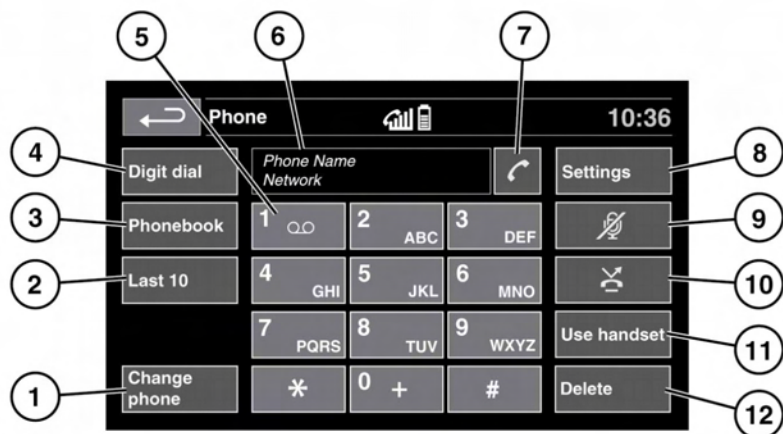 5 6 7
Phone 10:36
4 Digit dial Phone Name Settings 8
Network
3 Phonebook 1 2 ABC 3 DEF 9
2 Last 10 4 GHI 5 JKL 6 MNO 10
7 PQRS 8 TUV 9 WXYZ Use handset 11
1 Change * 0 + # Delete 12
phone